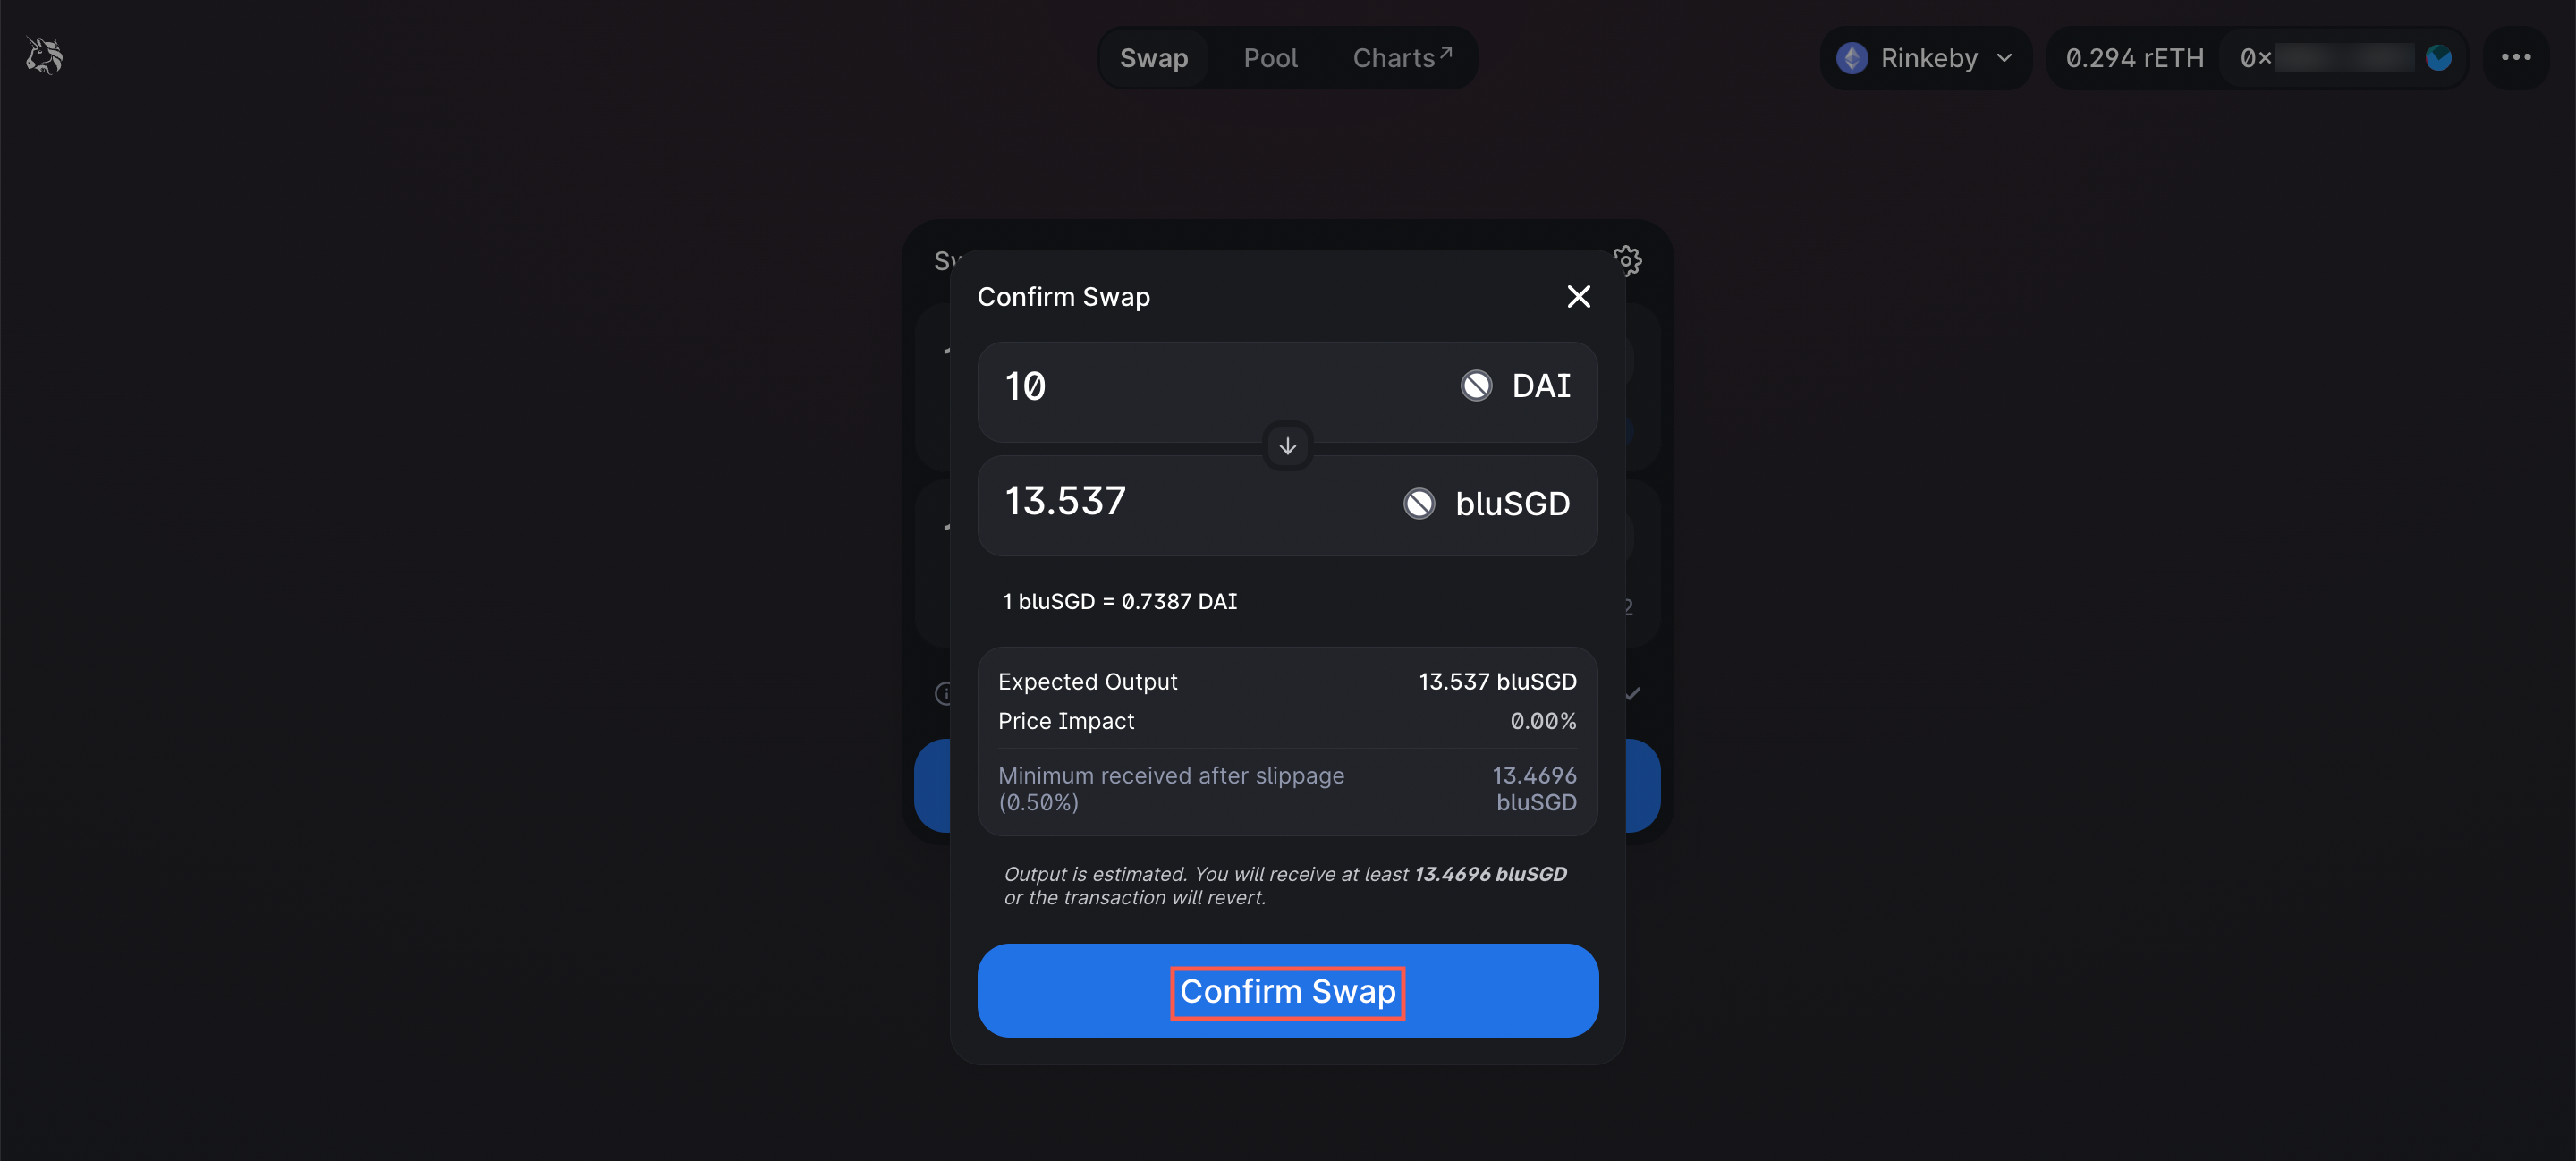 Swap Pool Charts↗ Rinkeby 0.294 rETH 0x
Confirm Swap
10 DAI
13.537 bluSGD
1 bluSGD = 0.7387 DAI
Expected Output 13.537 bluSGD
Price Impact 0.00%
Minimum received after slippage 13.4696
(0.50%) bluSGD
Output is estimated. You will receive at least 13.4696 bluSGD
or the transaction will revert.
Confirm Swap